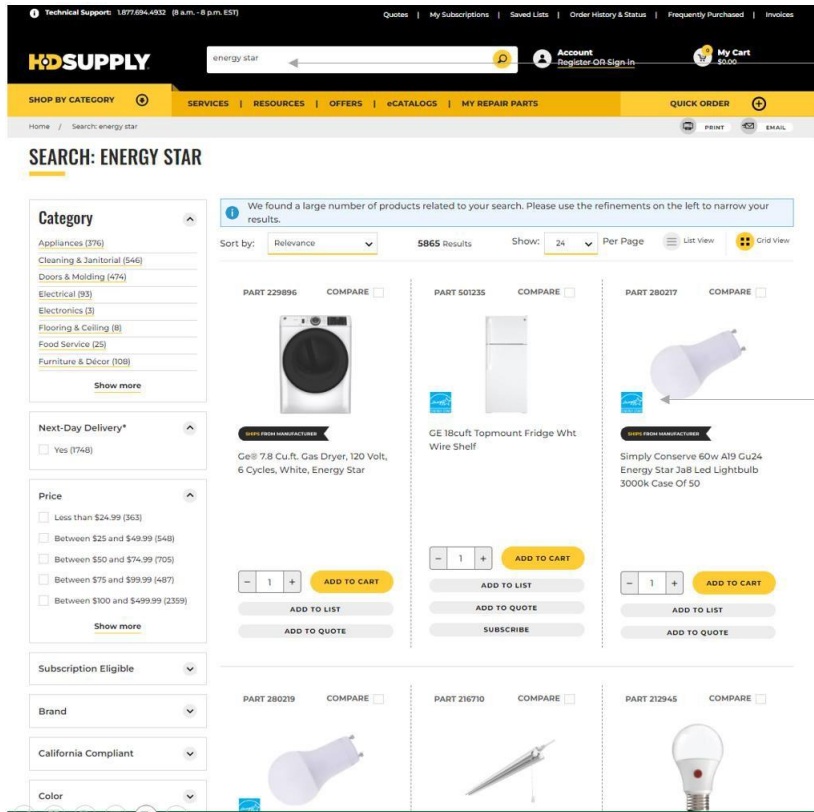 Technical Support: 1.877.694.4932 (8 a.m. - 8 p.m. EST)
Quotes | My Subscriptions | Saved Lists | Order History & Status | Frequently Purchased | Invoices
HDSUPPLY
energy star
Account
Register OR Sign In
0
My Cart
$0.00
SHOP BY CATEGORY
SERVICES | RESOURCES | OFFERS | eCATALOGS | MY REPAIR PARTS
QUICK ORDER
Home / Search: energy star
PRINT
EMAIL
SEARCH: ENERGY STAR
Category
Appliances (376)
Cleaning & Janitorial (546)
Doors & Molding (474)
Electrical (93)
Electronics (3)
Flooring & Ceiling (8)
Food Service (25)
Furniture & Décor (108)
Show more
Next-Day Delivery*
Yes (1748)
Price
Less than $24.99 (363)
Between $25 and $49.99 (548)
Between $50 and $74.99 (705)
Between $75 and $99.99 (487)
Between $100 and $499.99 (2359)
Show more
Subscription Eligible
Brand
California Compliant
Color
We found a large number of products related to your search. Please use the refinements on the left to narrow your
results.
Sort by: Relevance
5865 Results
Show: 24 Per Page
List View
Grid View
PART 229896 COMPARE
SHIPS FROM MANUFACTURER
Ge® 7.8 Cu.ft. Gas Dryer, 120 Volt,
6 Cycles, White, Energy Star
- 1 + ADD TO CART
ADD TO LIST
ADD TO QUOTE
PART 501235 COMPARE
GE 18cuft Topmount Fridge Wht
Wire Shelf
- 1 + ADD TO CART
ADD TO LIST
ADD TO QUOTE
SUBSCRIBE
PART 280217 COMPARE
SHIPS FROM MANUFACTURER
Simply Conserve 60w A19 Gu24
Energy Star Ja8 Led Lightbulb
3000k Case Of 50
- 1 + ADD TO CART
ADD TO LIST
ADD TO QUOTE
PART 280219 COMPARE
PART 216710 COMPARE
PART 212945 COMPARE